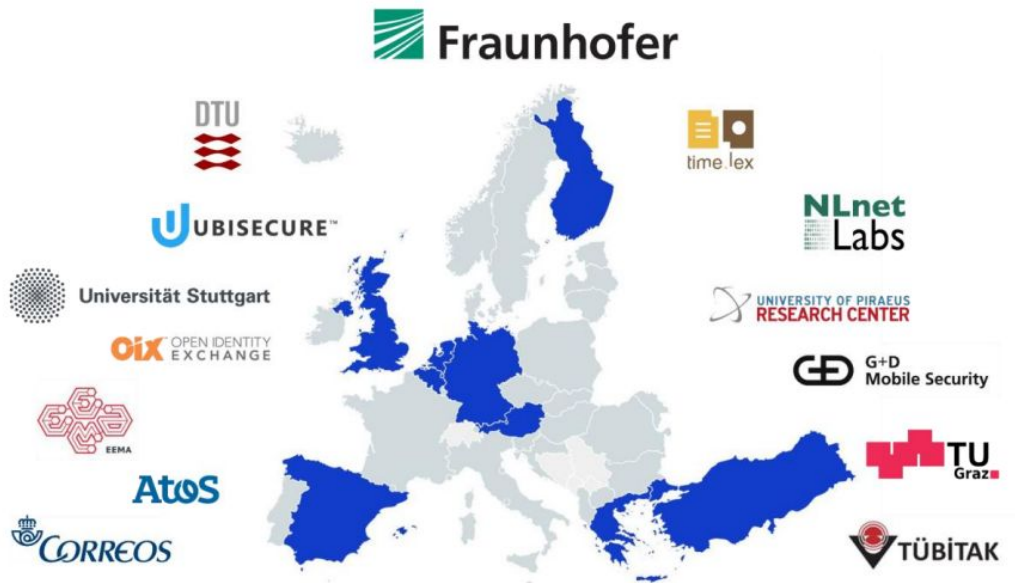 Fraunhofer
DTU
time.lex
UBISECURE™
NLnet
Labs
Universität Stuttgart
UNIVERSITY OF PIRAEUS
RESEARCH CENTER
OIX OPEN IDENTITY
EXCHANGE
G+D
Mobile Security
EEMA
EEMA
TU
Graz
Atos
CORREOS
TÜBİTAK